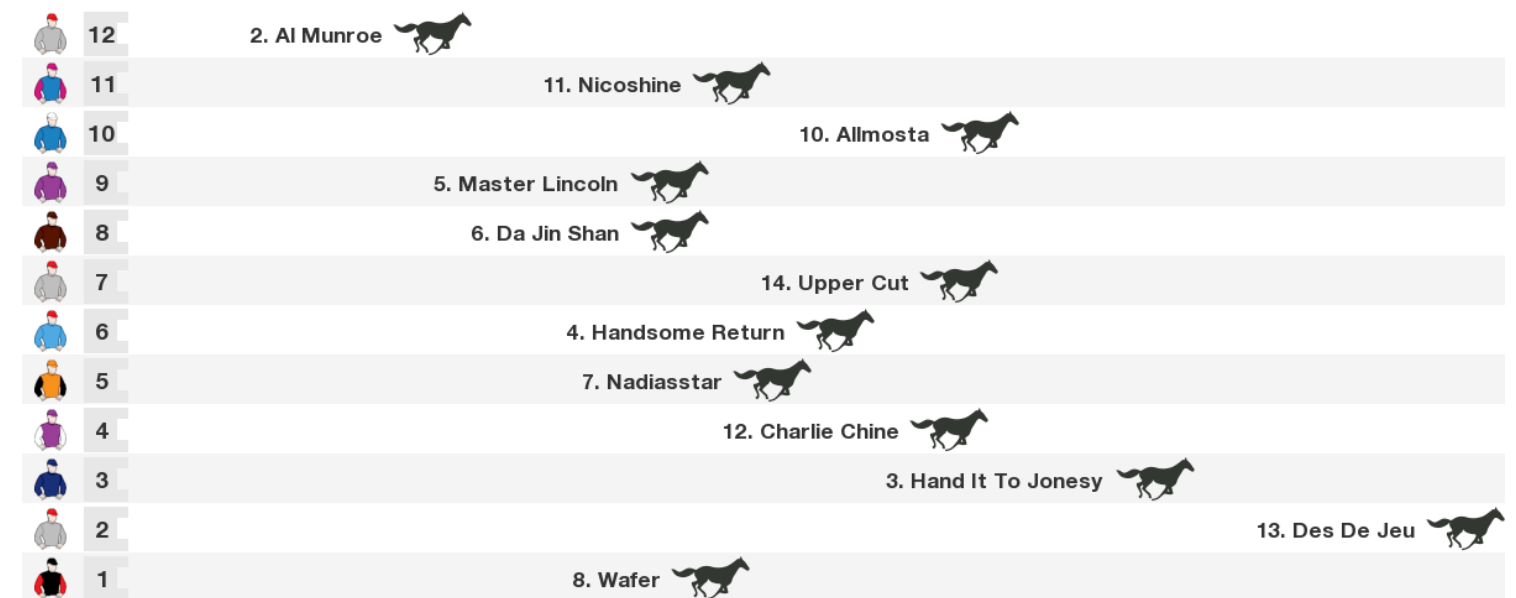 12 2. Al Munroe
11 11. Nicoshine
10 10. Allmosta
9 5. Master Lincoln
8 6. Da Jin Shan
7 14. Upper Cut
6 4. Handsome Return
5 7. Nadiasstar
4 12. Charlie Chine
3 3. Hand It To Jonesy
2 13. Des De Jeu
1 8. Wafer